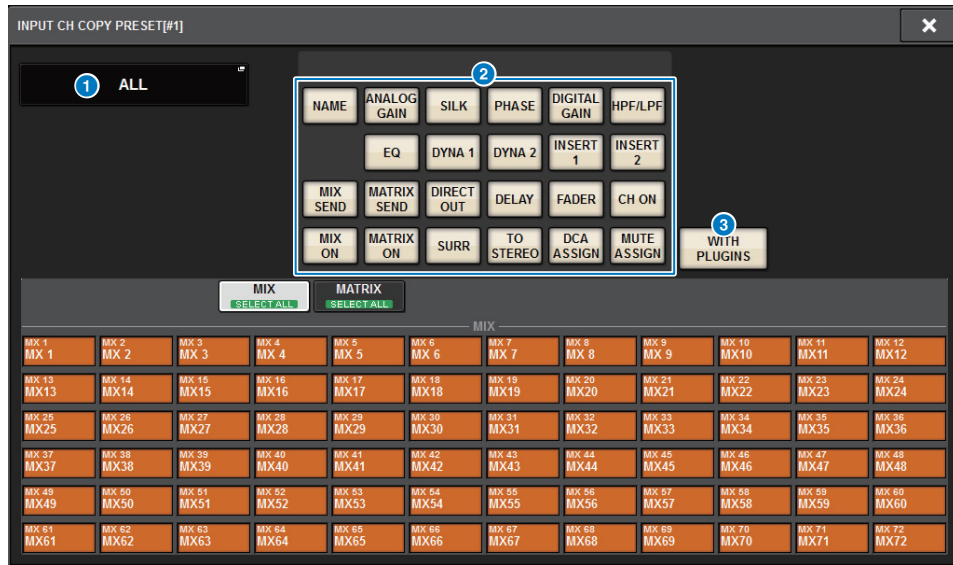 INPUT CH COPY PRESET[#1]
1 ALL
2
NAME ANALOG GAIN SILK PHASE DIGITAL GAIN HPF/LPF
EQ DYNA 1 DYNA 2 INSERT 1 INSERT 2
MIX SEND MATRIX SEND DIRECT OUT DELAY FADER CH ON
3
MIX ON MATRIX ON SURR TO STEREO DCA ASSIGN MUTE ASSIGN WITH PLUGINS
MIX MATRIX
SELECT ALL SELECT ALL
MIX
MX 1 MX 2 MX 3 MX 4 MX 5 MX 6 MX 7 MX 8 MX 9 MX 10 MX 11 MX 12
MX 1 MX 2 MX 3 MX 4 MX 5 MX 6 MX 7 MX 8 MX 9 MX10 MX11 MX12
MX 13 MX 14 MX 15 MX 16 MX 17 MX 18 MX 19 MX 20 MX 21 MX 22 MX 23 MX 24
MX13 MX14 MX15 MX16 MX17 MX18 MX19 MX20 MX21 MX22 MX23 MX24
MX 25 MX 26 MX 27 MX 28 MX 29 MX 30 MX 31 MX 32 MX 33 MX 34 MX 35 MX 36
MX25 MX26 MX27 MX28 MX29 MX30 MX31 MX32 MX33 MX34 MX35 MX36
MX 37 MX 38 MX 39 MX 40 MX 41 MX 42 MX 43 MX 44 MX 45 MX 46 MX 47 MX 48
MX37 MX38 MX39 MX40 MX41 MX42 MX43 MX44 MX45 MX46 MX47 MX48
MX 49 MX 50 MX 51 MX 52 MX 53 MX 54 MX 55 MX 56 MX 57 MX 58 MX 59 MX 60
MX49 MX50 MX51 MX52 MX53 MX54 MX55 MX56 MX57 MX58 MX59 MX60
MX 61 MX 62 MX 63 MX 64 MX 65 MX 66 MX 67 MX 68 MX 69 MX 70 MX 71 MX 72
MX61 MX62 MX63 MX64 MX65 MX66 MX67 MX68 MX69 MX70 MX71 MX72